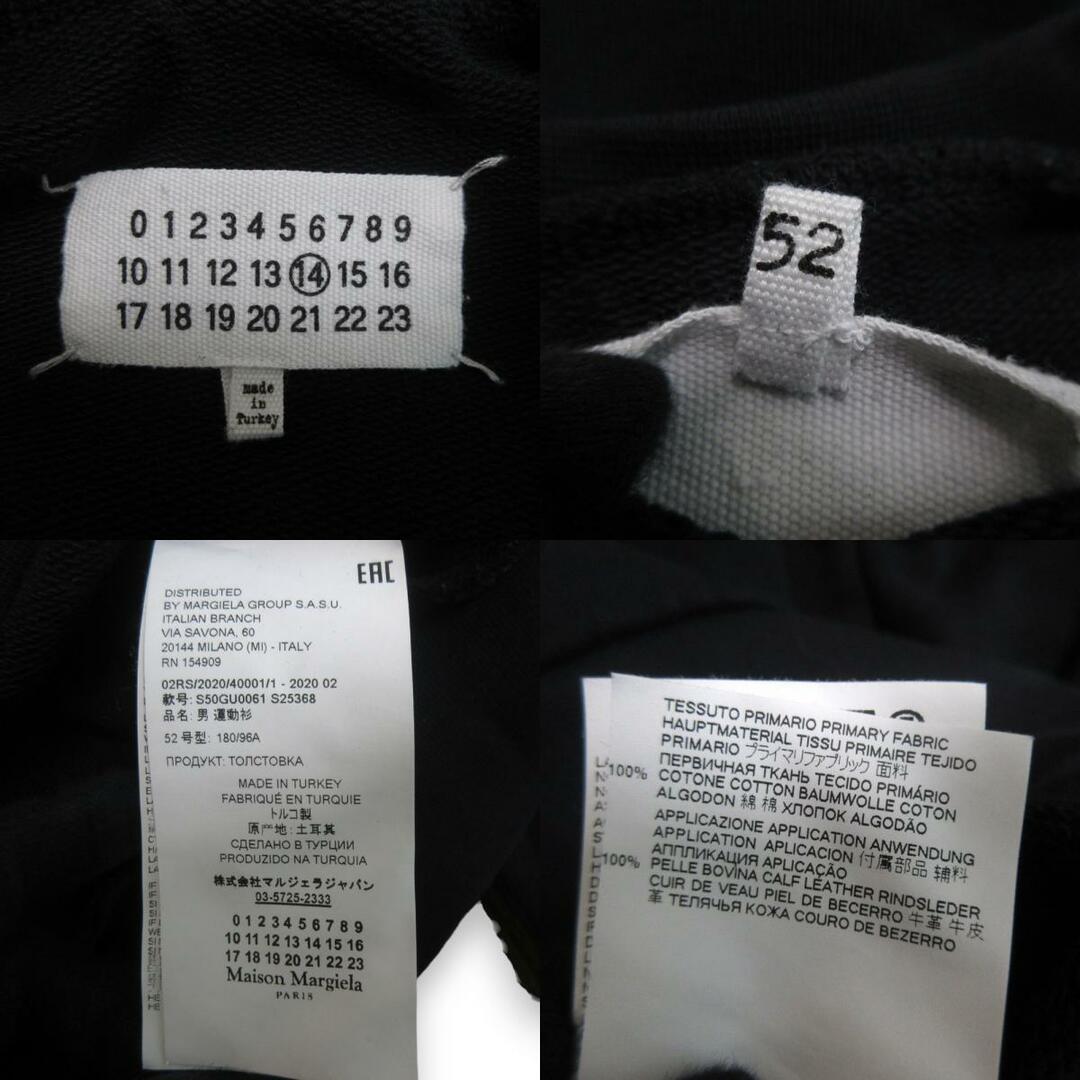 0 1 2 3 4 5 6 7 8 9
10 11 12 13 14 15 16
17 18 19 20 21 22 23
made
in
Turkey
52
EAC
DISTRIBUTED
BY MARGIELA GROUP S.A.S.U.
ITALIAN BRANCH
VIA SAVONA, 60
20144 MILANO (MI) - ITALY
RN 154909
02RS/2020/40001/1 - 2020 02
款号: S50GU0061 S25368
品名: 男 運動衫
52 号型: 180/96A
ПРОДУКТ: ТОЛСТОВКА
MADE IN TURKEY
FABRIQUÉ EN TURQUIE
トルコ製
原产地: 土耳其
СДЕЛАНО В ТУРЦИИ
PRODUZIDO NA TURQUIA
株式会社マルジェラジャパン
03-5725-2333
0 1 2 3 4 5 6 7 8 9
10 11 12 13 14 15 16
17 18 19 20 21 22 23
Maison Margiela
PARIS
TESSUTO PRIMARIO PRIMARY FABRIC
HAUPTMATERIAL TISSU PRIMAIRE TEJIDO
PRIMARIO プライマリファブリック 面料
ПЕРВИЧНАЯ ТКАНЬ TECIDO PRIMÁRIO
100% COTONE COTTON BAUMWOLLE COTON
ALGODON 綿 棉 ХЛОПОК ALGODÃO
APPLICAZIONE APPLICATION ANWENDUNG
APPLICATION APLICACION 付属部品 辅料
АППЛИКАЦИЯ APLICAÇÃO
100% PELLE BOVINA CALF LEATHER RINDSLEDER
CUIR DE VEAU PIEL DE BECERRO 牛革 牛皮
革 ТЕЛЯЧЬЯ КОЖА COURO DE BEZERRO